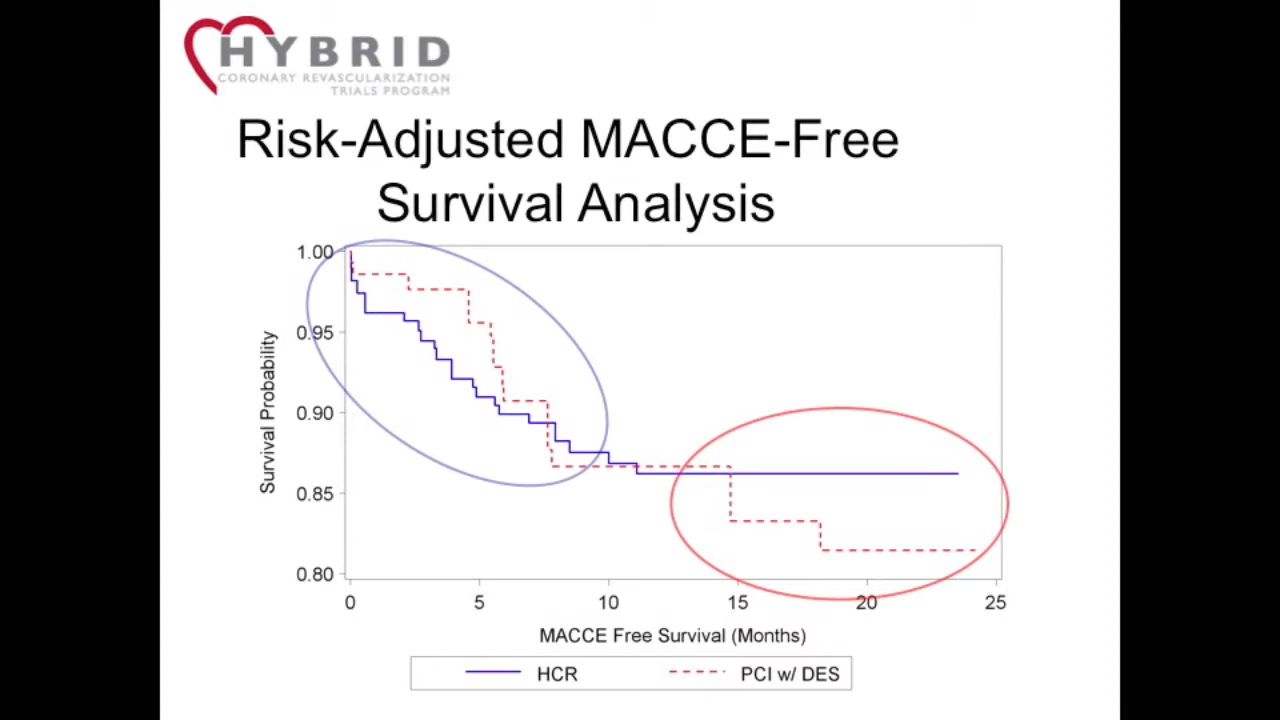 HYBRID
CORONARY REVASCULARIZATION
TRIALS PROGRAM
Risk-Adjusted MACCE-Free
Survival Analysis
Survival Probability
1.00
0.95
0.90
0.85
0.80
0 5 10 15 20 25
MACCE Free Survival (Months)
HCR PCI w/ DES